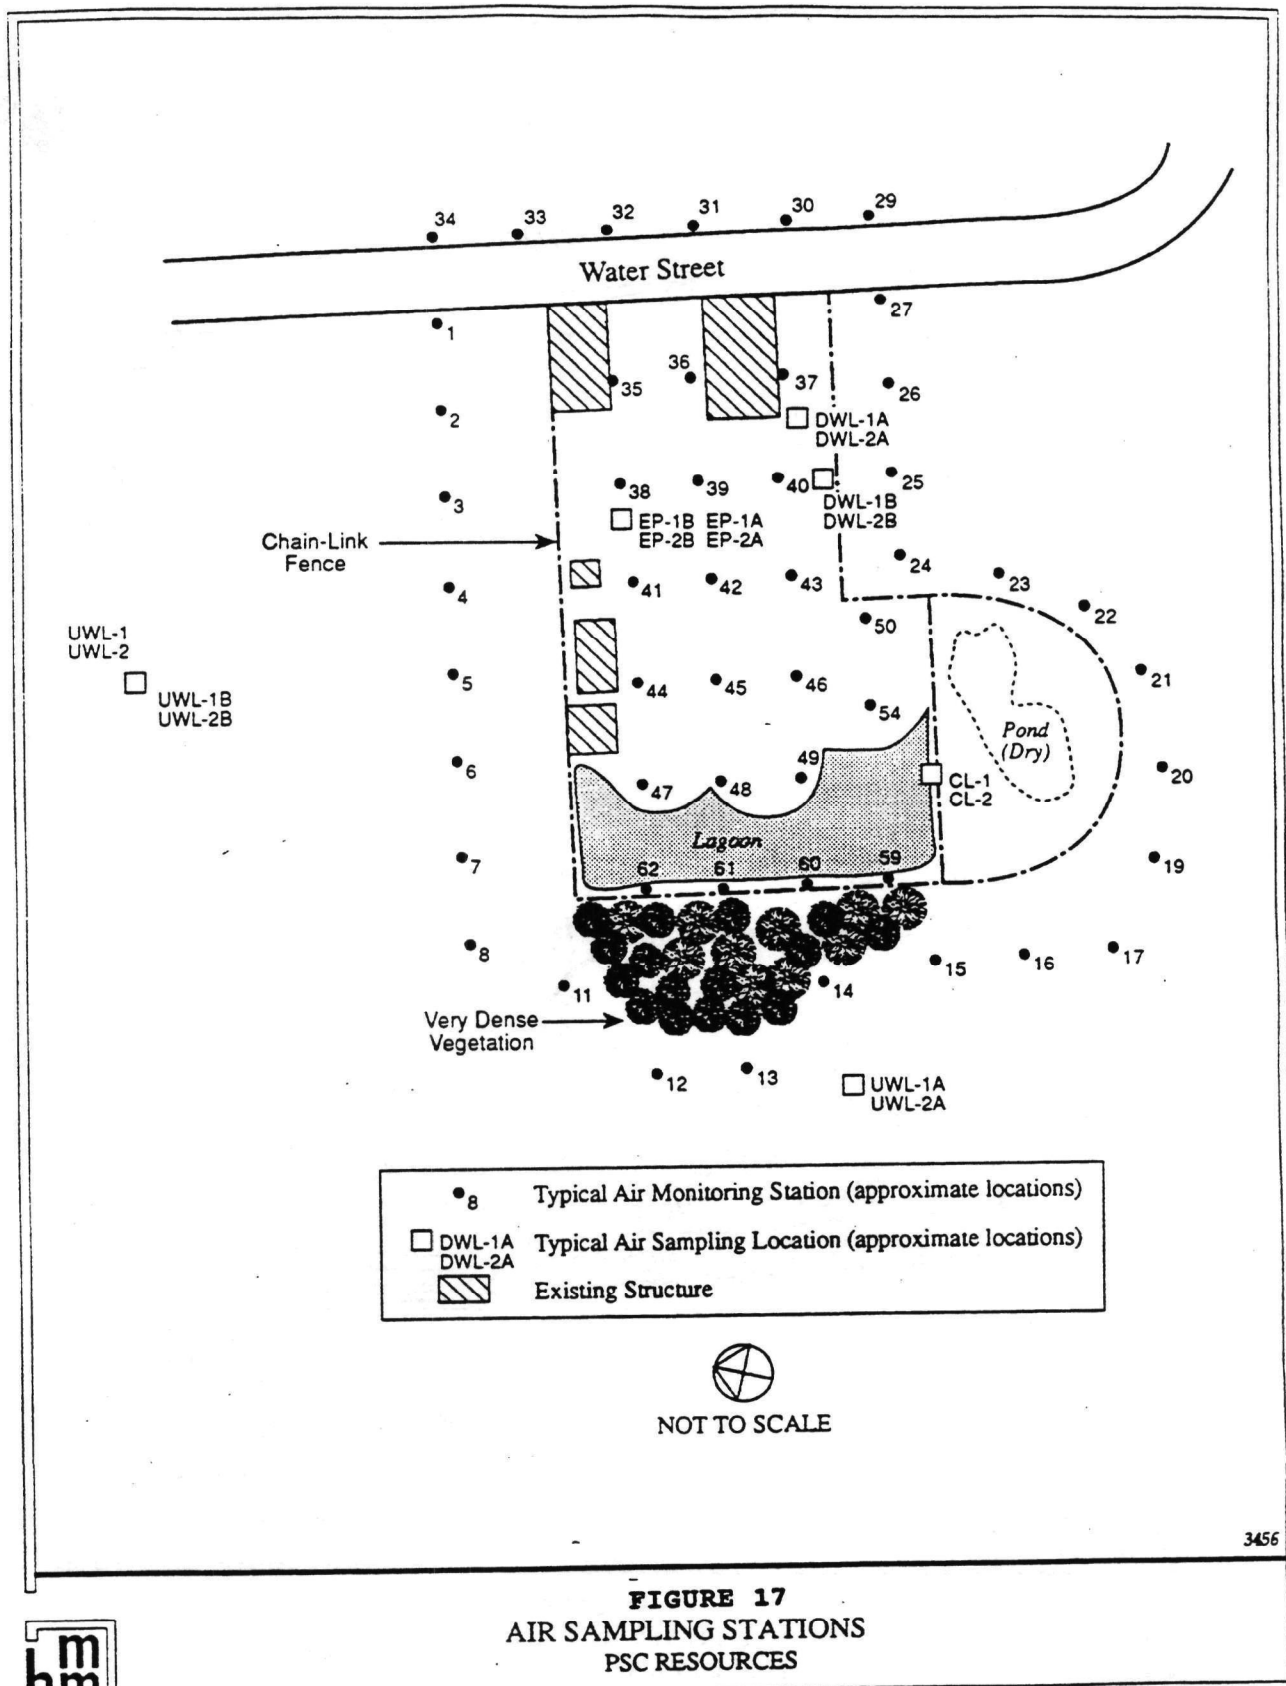 34
33
32
31
30
29
Water Street
27
1
36
35
37
26
2
DWL-1A
DWL-2A
25
38
39
40
3
DWL-1B
DWL-2B
EP-1B EP-1A
EP-2B EP-2A
Chain-Link
Fence
24
23
41
42
43
4
22
50
UWL-1
UWL-2
5
44
45
46
21
UWL-1B
UWL-2B
54
Pond
(Dry)
6
49
47
48
20
CL-1
CL-2
Lagoon
62
61
60
59
7
19
8
15
16
17
11
14
Very Dense
Vegetation
12
13
UWL-1A
UWL-2A
8 Typical Air Monitoring Station (approximate locations)
DWL-1A Typical Air Sampling Location (approximate locations)
DWL-2A
Existing Structure
NOT TO SCALE
3456
FIGURE 17
AIR SAMPLING STATIONS
PSC RESOURCES